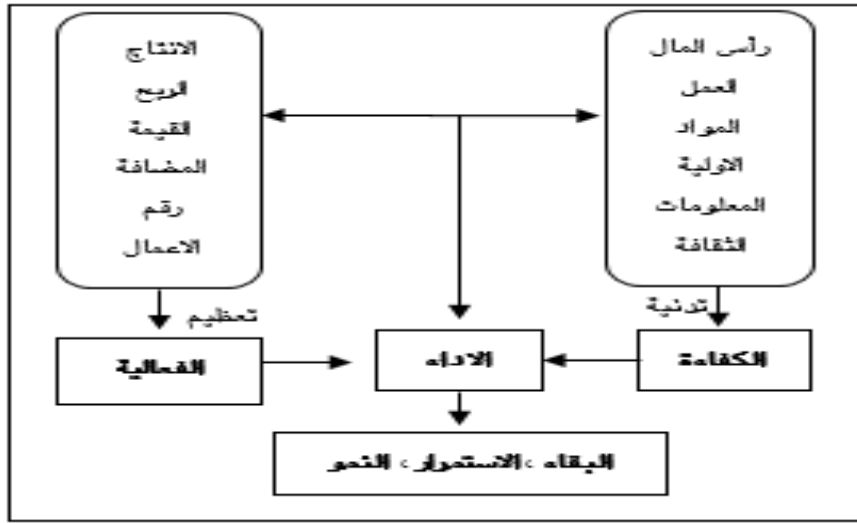 رأس المال
العمل
المواد
الاولية
المعلومات
الثقافة
الانتاج
الربح
القيمة
المضافة
رقم
الاعمال
تدنية
تعظيم
الكفاءة
الاداء
الفعالية
البقاء ،الاستمرار ، النمو